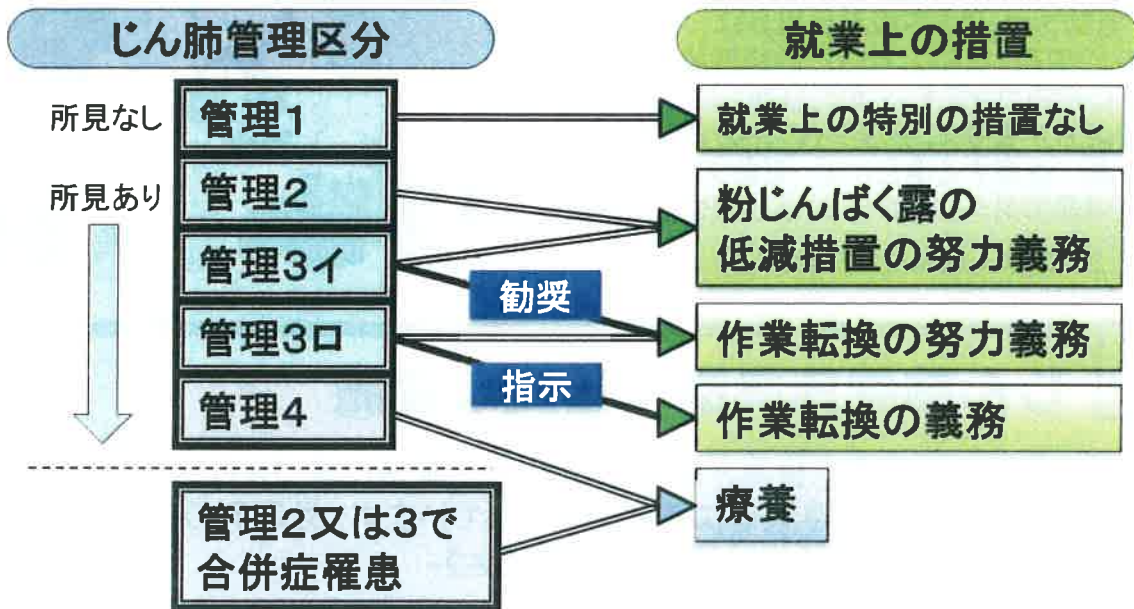 じん肺管理区分
就業上の措置
所見なし
管理1
就業上の特別の措置なし
所見あり
管理2
粉じんばく露の
低減措置の努力義務
管理3イ
勧奨
管理3ロ
作業転換の努力義務
指示
管理4
作業転換の義務
管理2又は3で
合併症罹患
療養